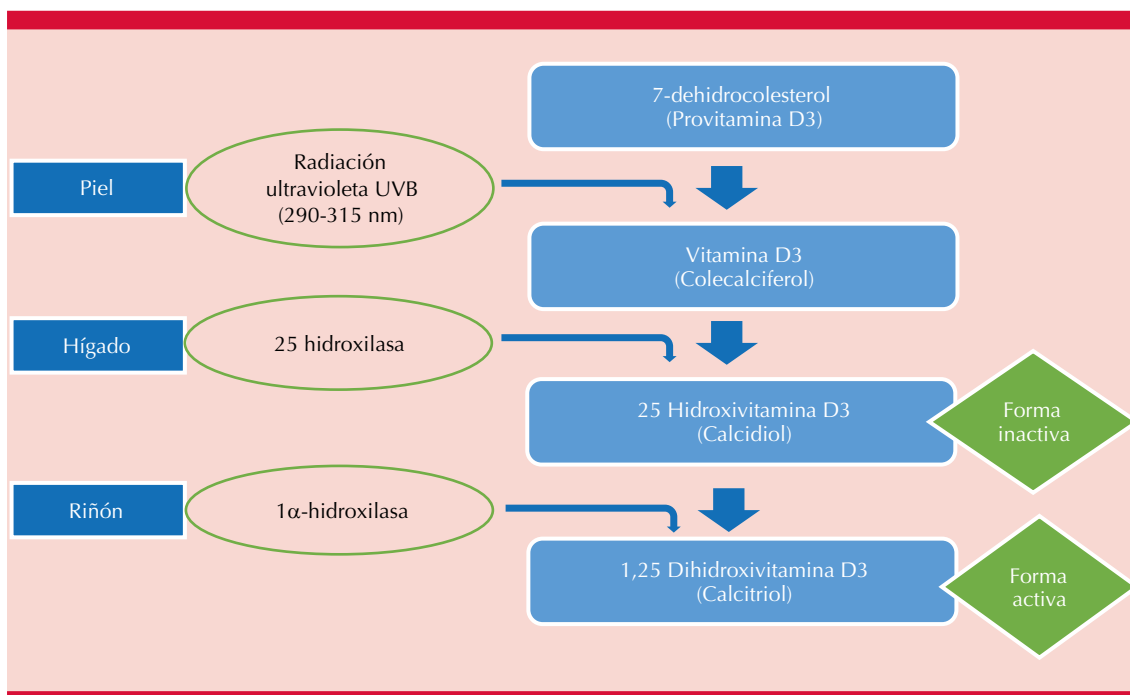 7-dehidrocolesterol
(Provitamina D3)
Piel
Radiación
ultravioleta UVB
(290-315 nm)
Vitamina D3
(Colecalciferol)
Hígado
25 hidroxilasa
25 Hidroxivitamina D3
(Calcidiol)
Forma
inactiva
Riñón
1α-hidroxilasa
1,25 Dihidroxivitamina D3
(Calcitriol)
Forma
activa